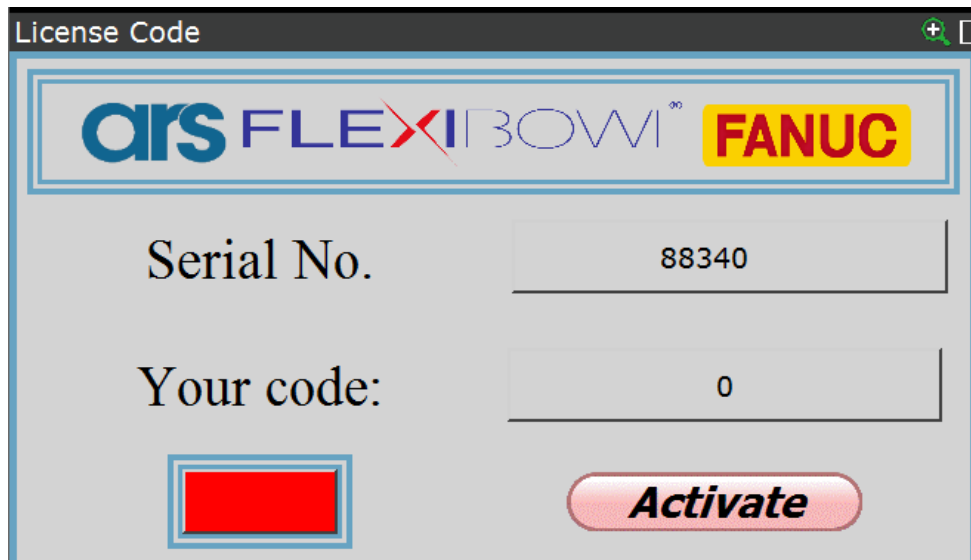 License Code
ars FLEXIBOWL® FANUC
Serial No. 88340
Your code: 0
Activate